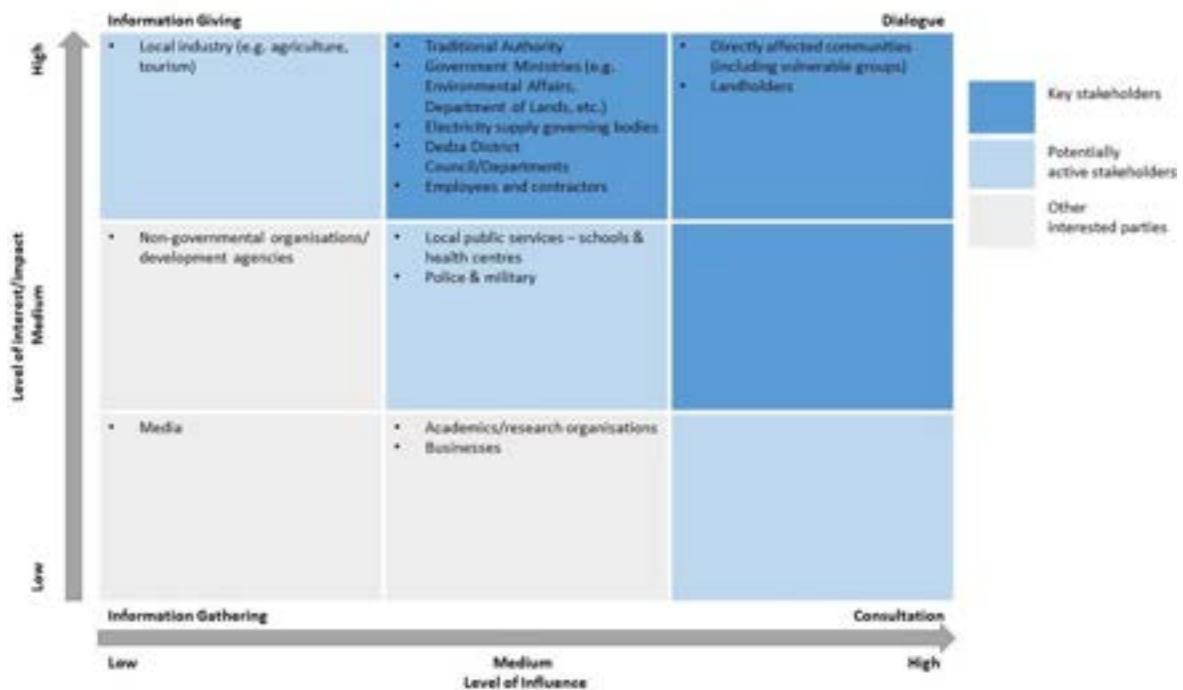 Information Giving
Dialogue
High
• Local industry (e.g. agriculture,
tourism)
• Traditional Authority
• Government Ministries (e.g.
Environmental Affairs,
Department of Lands, etc.)
• Electricity supply governing bodies
• Dedza District
Council/Departments
• Employees and contractors
• Directly affected communities
(including vulnerable groups)
• Landholders
Key stakeholders
Potentially
active stakeholders
Other
interested parties
Level of Interest/Impact
Medium
• Non-governmental organisations/
development agencies
• Local public services – schools &
health centres
• Police & military
• Media
• Academics/research organisations
• Businesses
Low
Information Gathering
Consultation
Low
Medium
High
Level of Influence